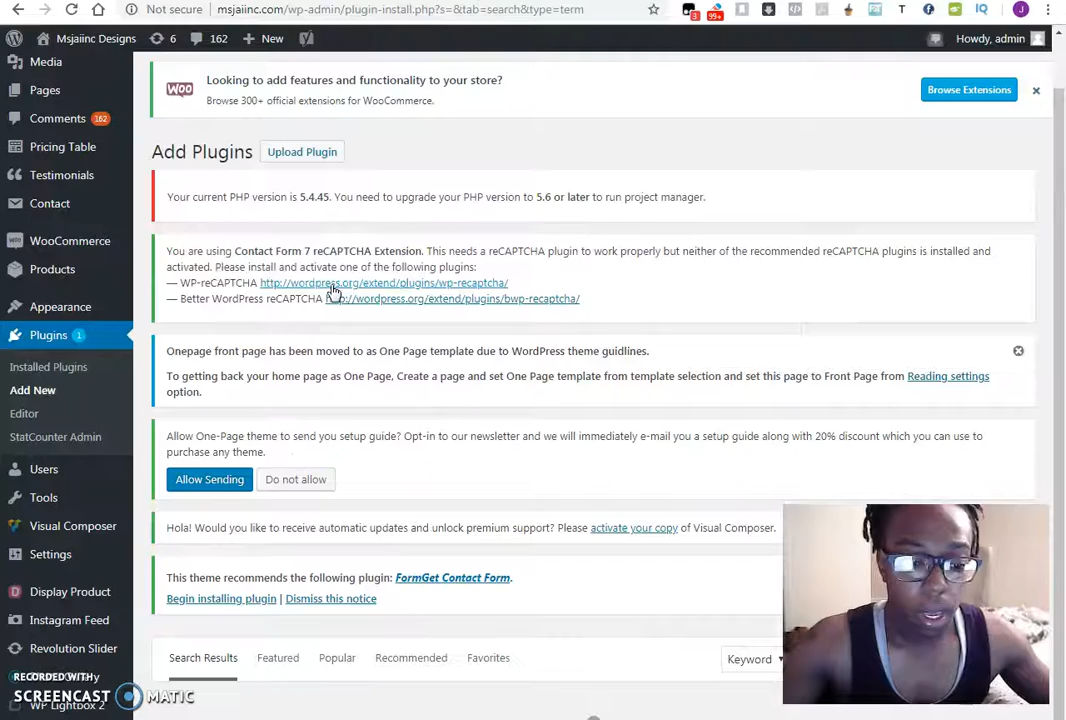 Not secure msjaiinc.com/wp-admin/plugin-install.php?s=&tab=search&type=term
3 99+ T f IQ J
Msjaiinc Designs 6 162 New Howdy, admin
Media
Pages
Comments 162
Pricing Table
Testimonials
Contact
WooCommerce
Products
Appearance
Plugins 1
Installed Plugins
Add New
Editor
StatCounter Admin
Users
Tools
Visual Composer
Settings
Display Product
Instagram Feed
Revolution Slider
WP Lightbox 2
RECORDED WITH
SCREENCAST MATIC
WOO
Looking to add features and functionality to your store?
Browse 300+ official extensions for WooCommerce.
Browse Extensions
Add Plugins Upload Plugin
Your current PHP version is 5.4.45. You need to upgrade your PHP version to 5.6 or later to run project manager.
You are using Contact Form 7 reCAPTCHA Extension. This needs a reCAPTCHA plugin to work properly but neither of the recommended reCAPTCHA plugins is installed and
activated. Please install and activate one of the following plugins:
— WP-reCAPTCHA http://wordpress.org/extend/plugins/wp-recaptcha/
— Better WordPress reCAPTCHA http://wordpress.org/extend/plugins/bwp-recaptcha/
Onepage front page has been moved to as One Page template due to WordPress theme guidlines.
To getting back your home page as One Page, Create a page and set One Page template from template selection and set this page to Front Page from Reading settings
option.
Allow One-Page theme to send you setup guide? Opt-in to our newsletter and we will immediately e-mail you a setup guide along with 20% discount which you can use to
purchase any theme.
Allow Sending Do not allow
Hola! Would you like to receive automatic updates and unlock premium support? Please activate your copy of Visual Composer.
This theme recommends the following plugin: FormGet Contact Form.
Begin installing plugin | Dismiss this notice
Search Results Featured Popular Recommended Favorites Keyword